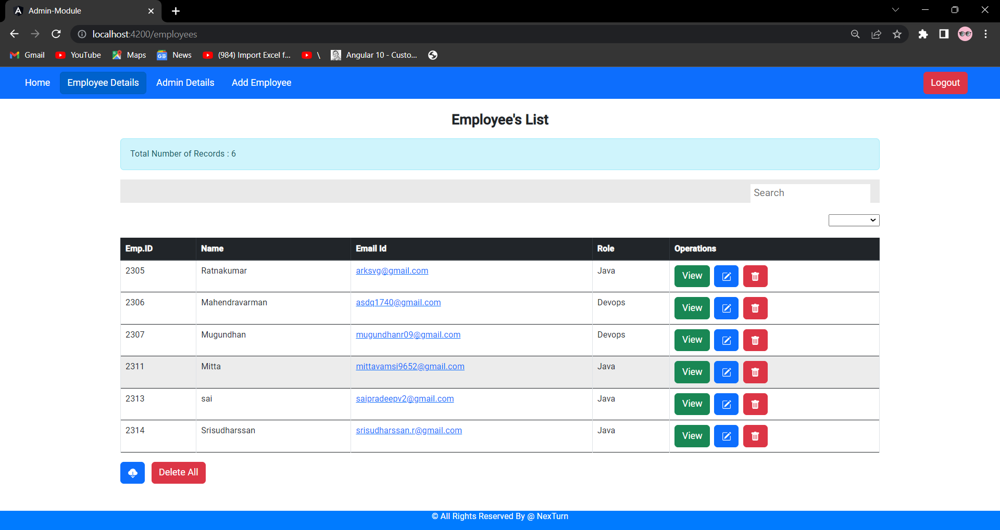 Admin-Module
localhost:4200/employees
Gmail YouTube Maps News (984) Import Excel f... \ Angular 10 - Custo...
Home Employee Details Admin Details Add Employee Logout
Employee's List
Total Number of Records : 6
Search
Emp.ID Name Email Id Role Operations
2305 Ratnakumar arksvg@gmail.com Java View
2306 Mahendravarman asdq1740@gmail.com Devops View
2307 Mugundhan mugundhanr09@gmail.com Devops View
2311 Mitta mittavamsi9652@gmail.com Java View
2313 sai saipradeepv2@gmail.com Java View
2314 Srisudharssan srisudharssan.r@gmail.com Java View
Delete All
© All Rights Reserved By @ NexTurn